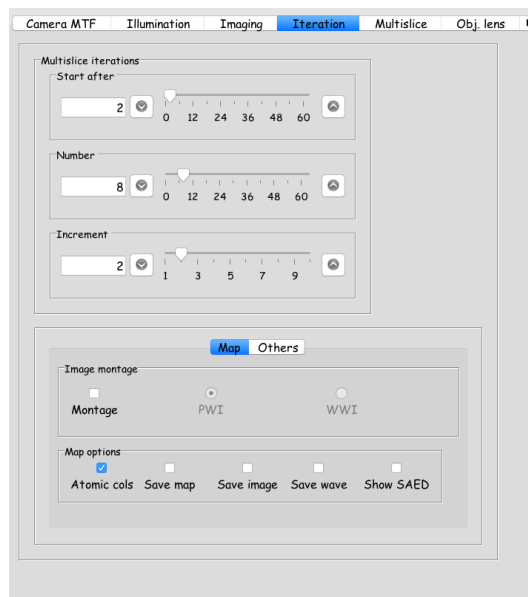 Camera MTF Illumination Imaging Iteration Multislice Obj. lens
Multislice iterations
Start after
2
0 12 24 36 48 60
Number
8
0 12 24 36 48 60
Increment
2
1 3 5 7 9
Map Others
Image montage
Montage PWI WWI
Map options
Atomic cols Save map Save image Save wave Show SAED